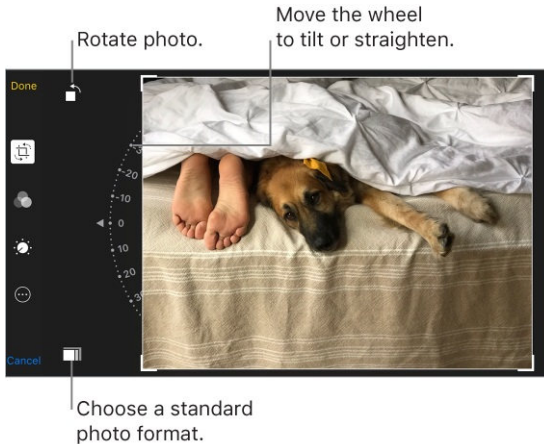 Move the wheel
to tilt or straighten.
Rotate photo.
Done
-20
-10
0
10
20
Cancel
Choose a standard
photo format.